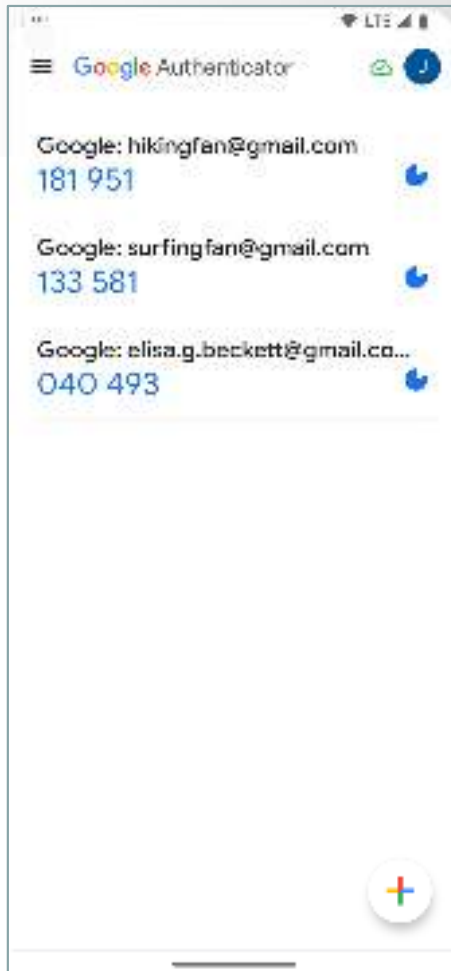 LTE
Google Authenticator
J
Google: hikingfan@gmail.com
181 951
Google: surfingfan@gmail.com
133 581
Google: elisa.g.beckett@gmail.co...
040 493